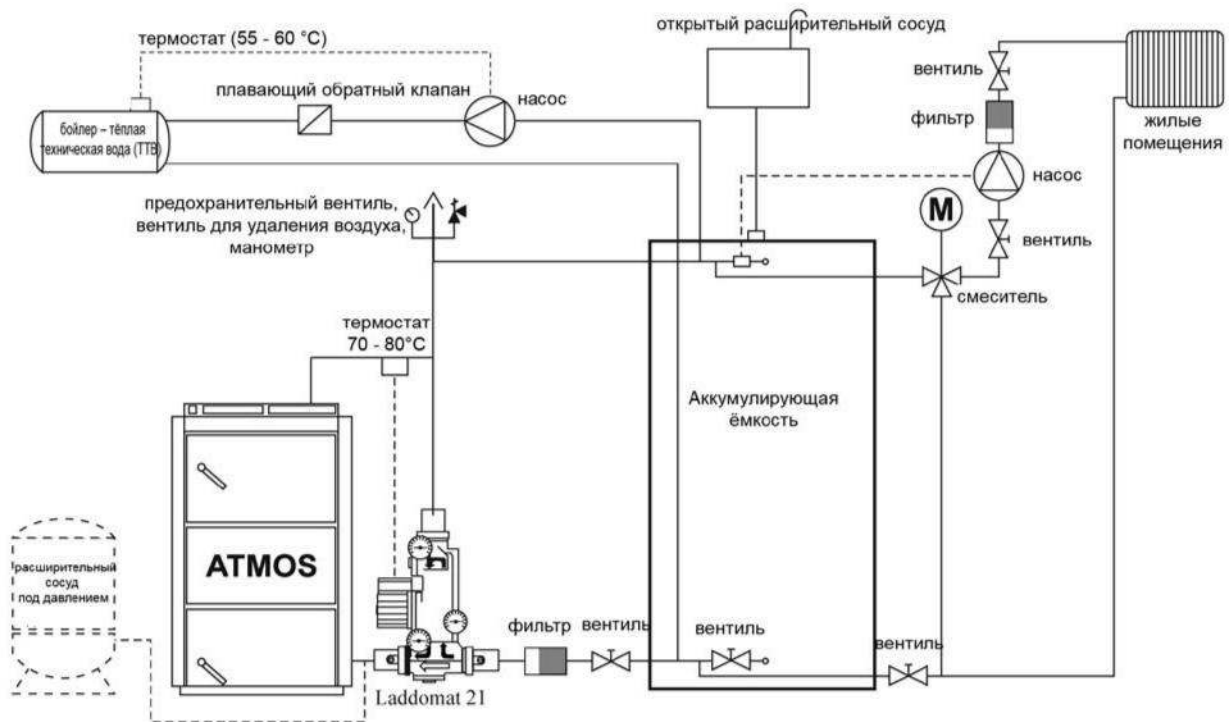 открытый расширительный сосуд
термостат (55 - 60 °C)
плавающий обратный клапан
насос
бойлер – тёплая
техническая вода (ТТВ)
вентиль
фильтр
жилые
помещения
насос
M
вентиль
смеситель
предохранительный вентиль,
вентиль для удаления воздуха,
манометр
термостат
70 - 80°C
Аккумулирующая
ёмкость
ATMOS
расширительный
сосуд
под давлением
фильтр
вентиль
вентиль
вентиль
Laddomat 21